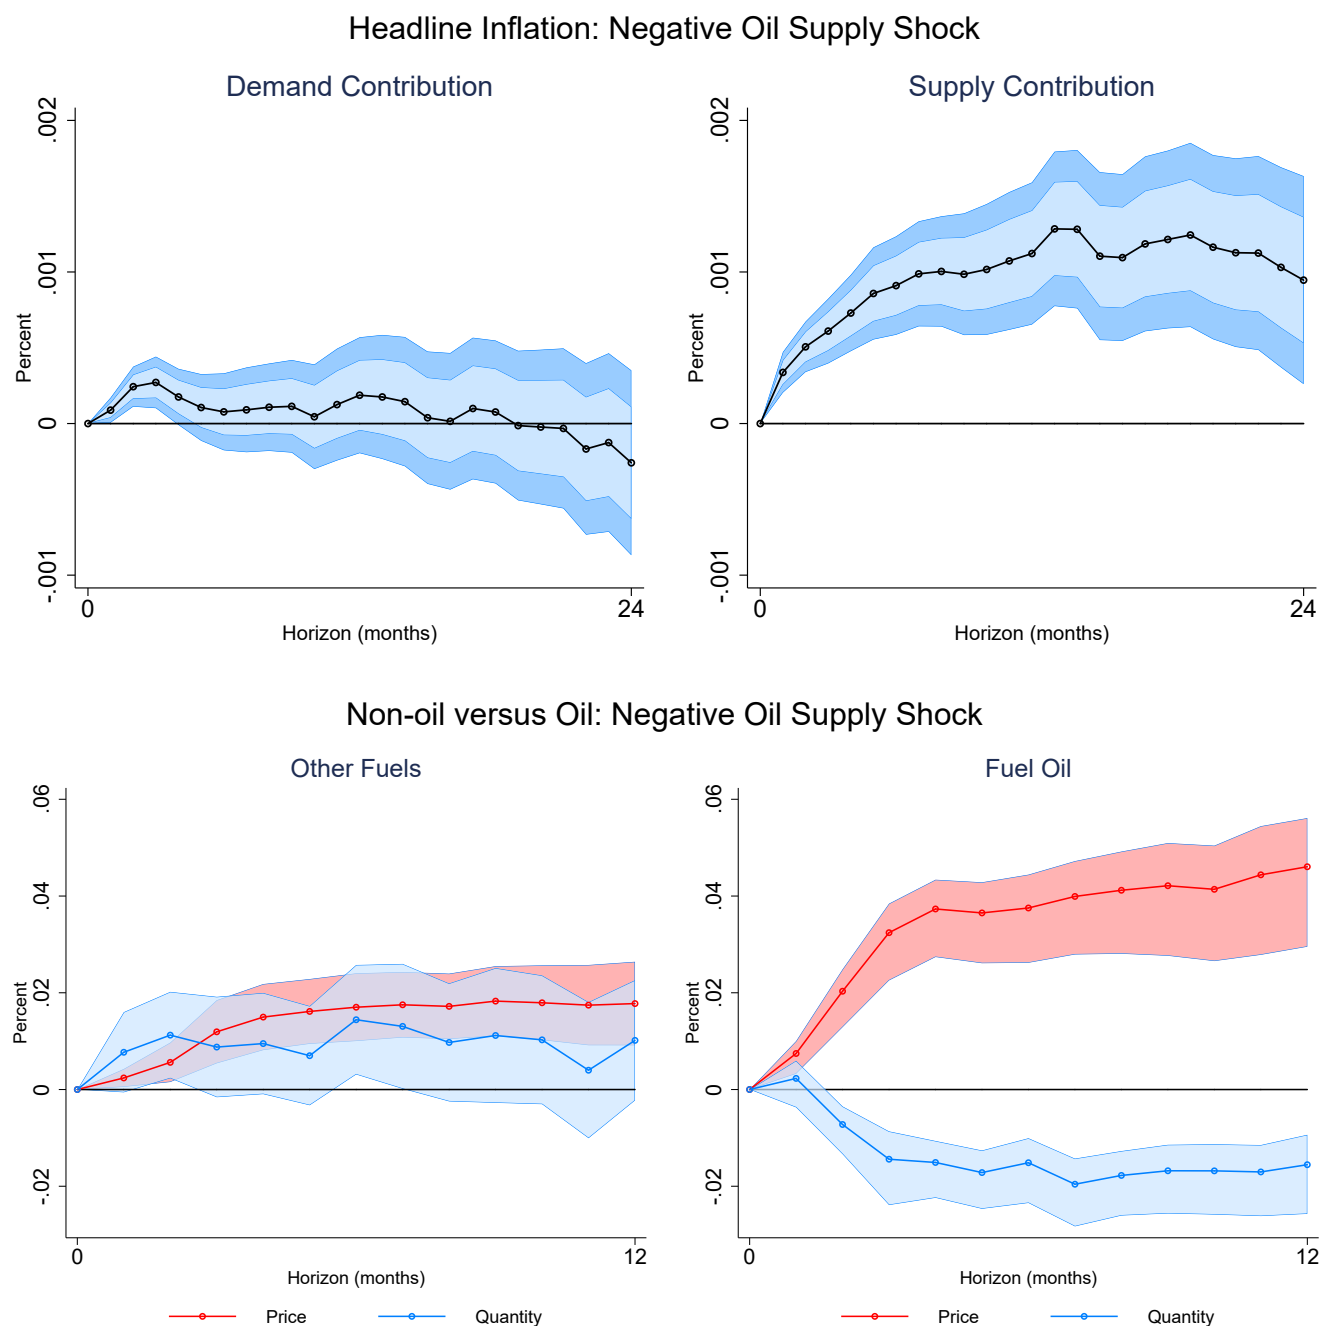 Headline Inflation: Negative Oil Supply Shock
Demand Contribution
Supply Contribution
.002
.001
0
-.001
Percent
0
24
Horizon (months)
.002
.001
0
-.001
Percent
0
24
Horizon (months)
Non-oil versus Oil: Negative Oil Supply Shock
Other Fuels
Fuel Oil
.06
.04
.02
0
-.02
Percent
0
12
Horizon (months)
Price
Quantity
.06
.04
.02
0
-.02
Percent
0
12
Horizon (months)
Price
Quantity